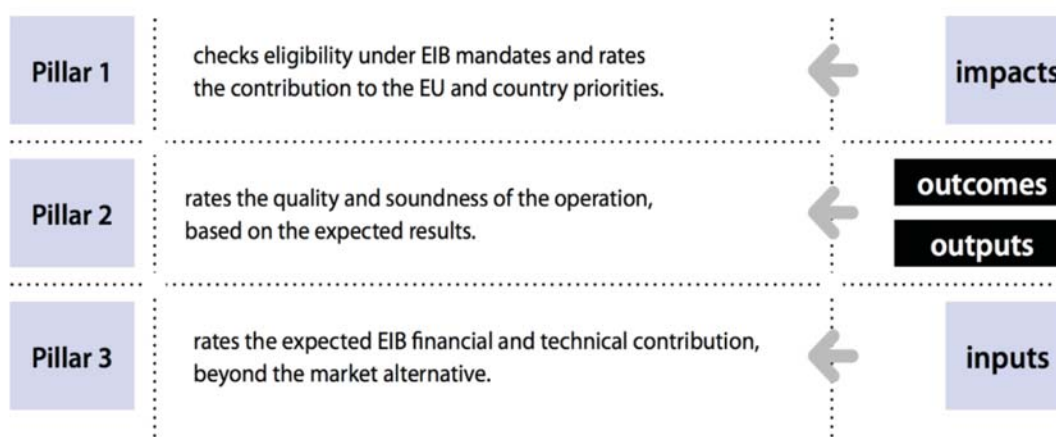 Pillar 1
checks eligibility under EIB mandates and rates
the contribution to the EU and country priorities.
impacts
Pillar 2
rates the quality and soundness of the operation,
based on the expected results.
outcomes
outputs
Pillar 3
rates the expected EIB financial and technical contribution,
beyond the market alternative.
inputs